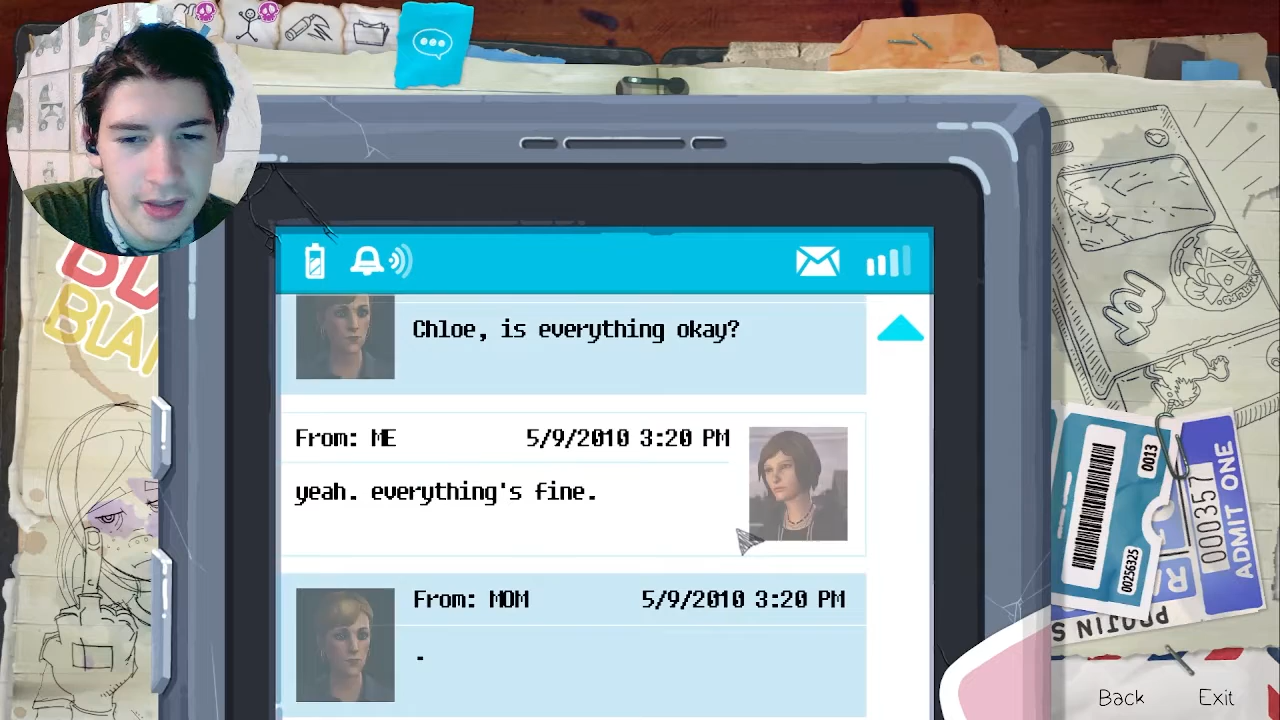 Chloe, is everything okay?
From: ME 5/9/2010 3:20 PM
yeah. everything's fine.
From: MOM 5/9/2010 3:20 PM
.
0013
00256325
000357
ADMIT ONE
Back Exit